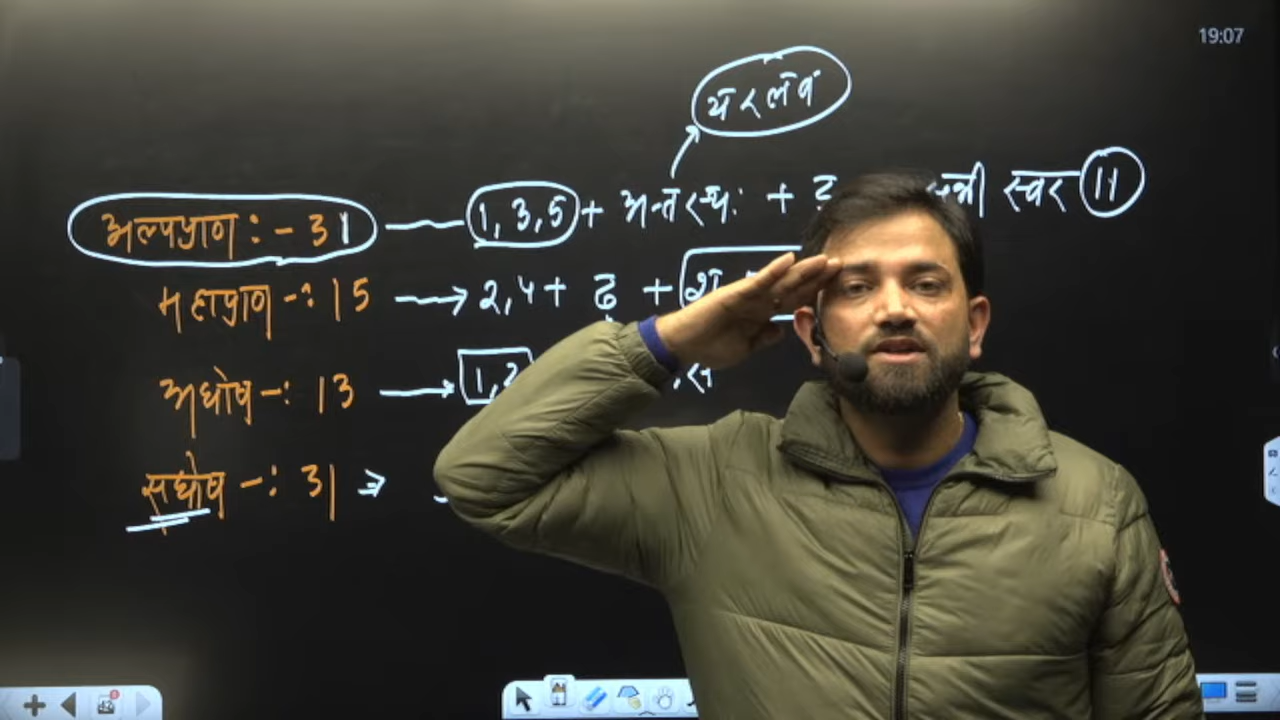 19:07
य र ल व
अल्पप्राण :- 31 1, 3, 5 + अन्तस्थः + स्वर 11
महाप्राण -: 15 → 2, 4 + ढ़ +
अघोष -: 13 →
सघोष -: 31 ⇒